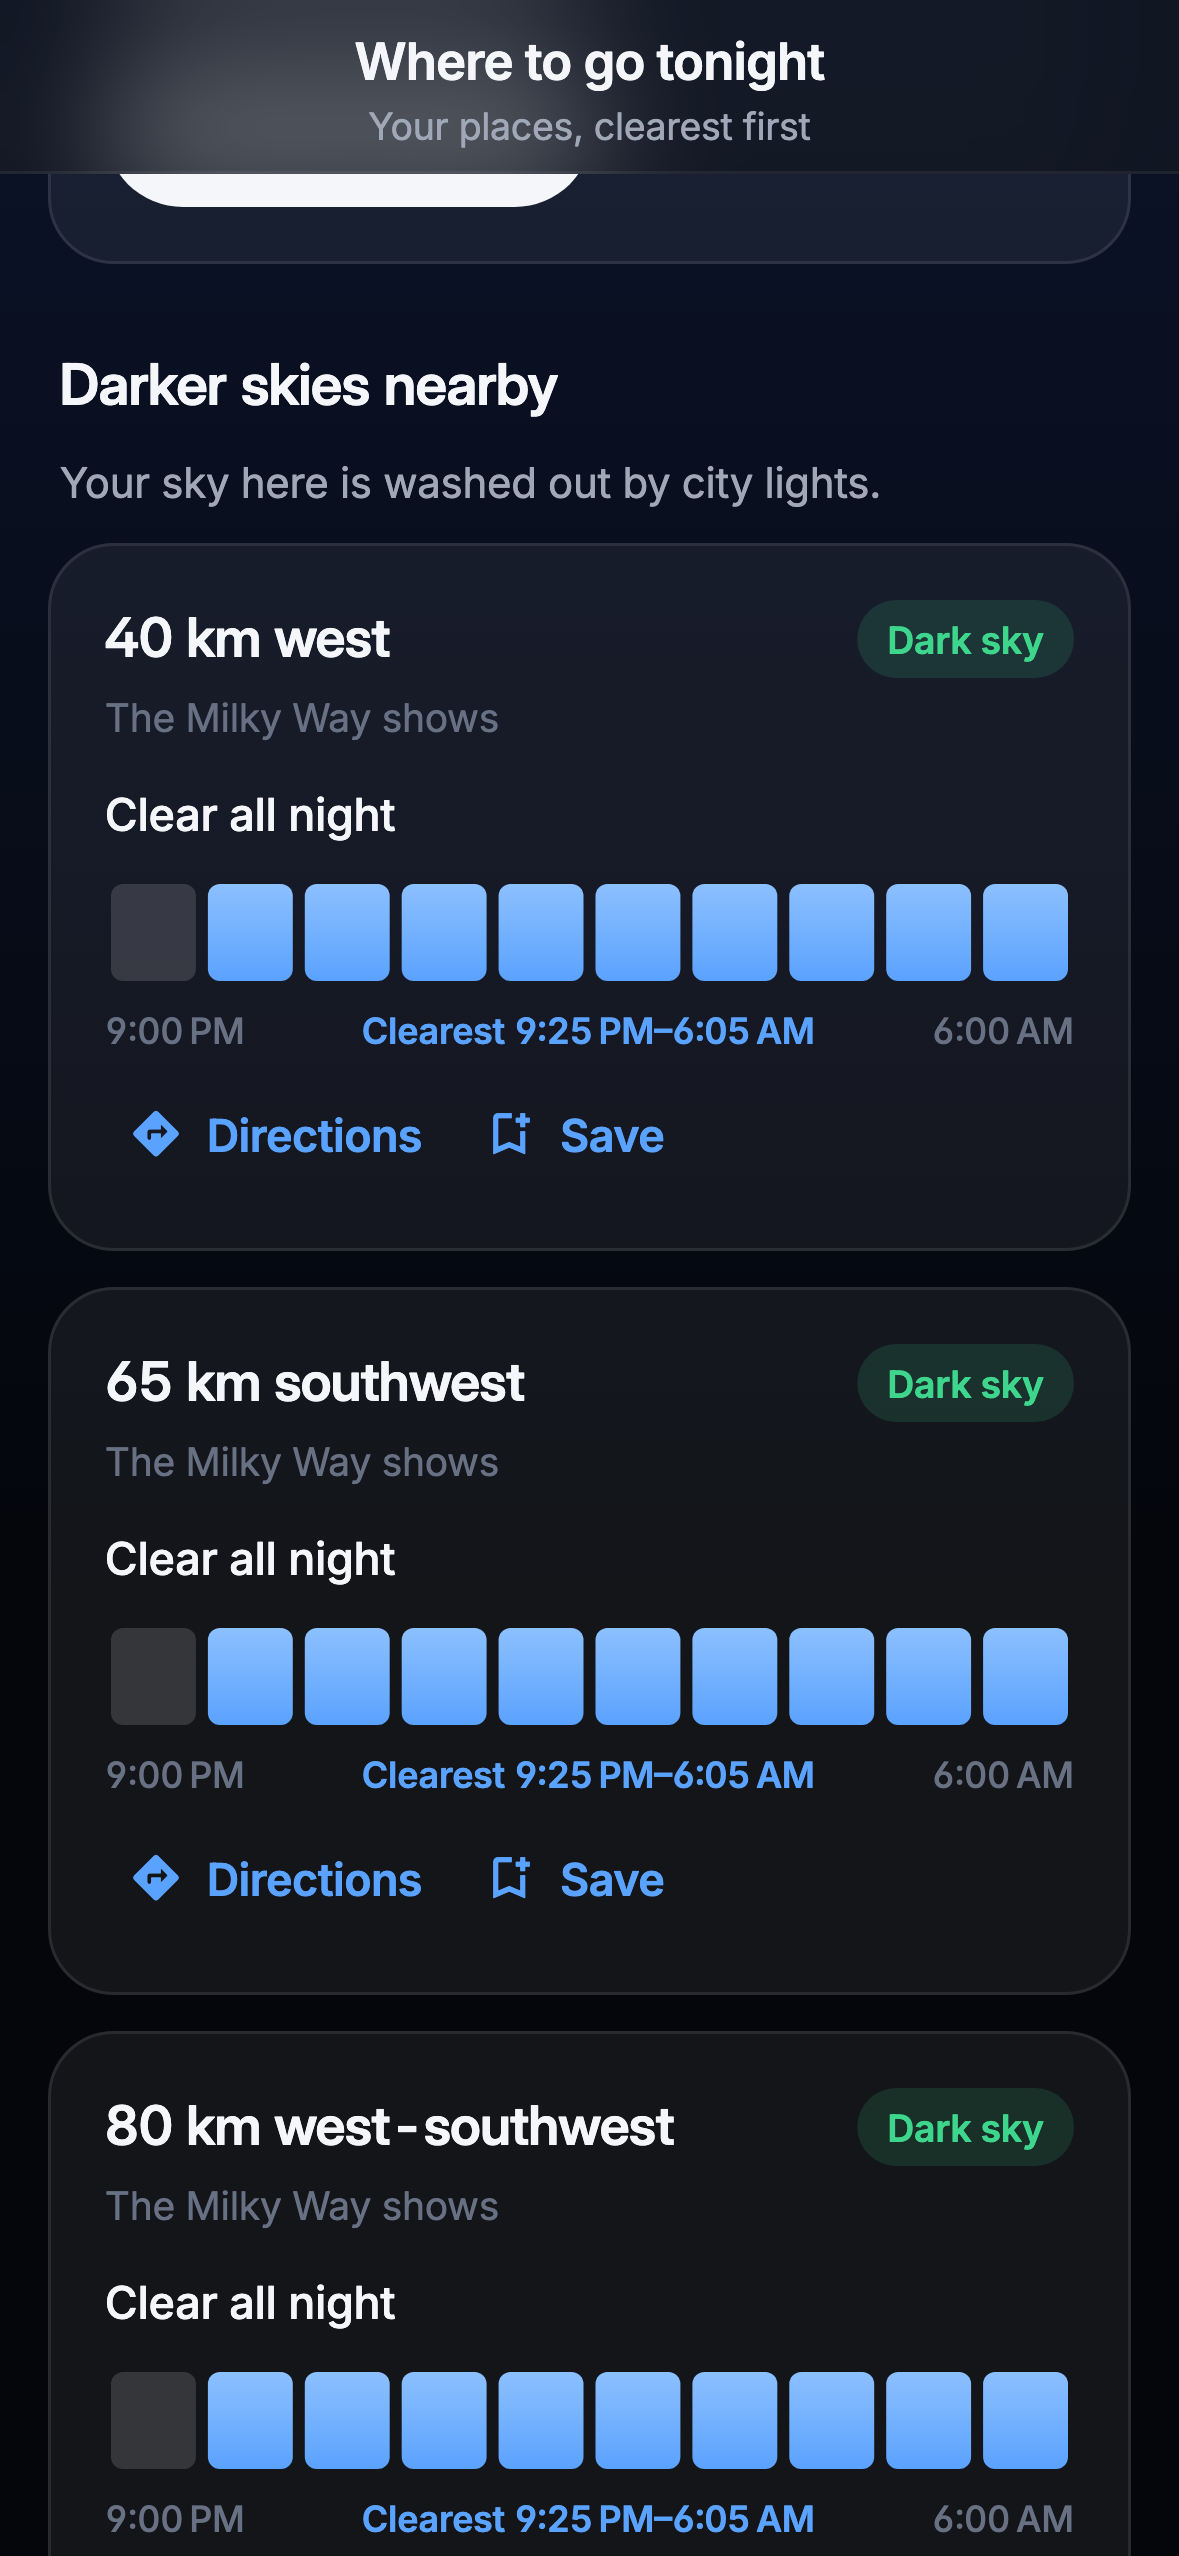 Where to go tonight
Your places, clearest first
Darker skies nearby
Your sky here is washed out by city lights.
40 km west
Dark sky
The Milky Way shows
Clear all night
9:00 PM
Clearest 9:25 PM–6:05 AM
6:00 AM
Directions
Save
65 km southwest
Dark sky
The Milky Way shows
Clear all night
9:00 PM
Clearest 9:25 PM–6:05 AM
6:00 AM
Directions
Save
80 km west-southwest
Dark sky
The Milky Way shows
Clear all night
9:00 PM
Clearest 9:25 PM–6:05 AM
6:00 AM